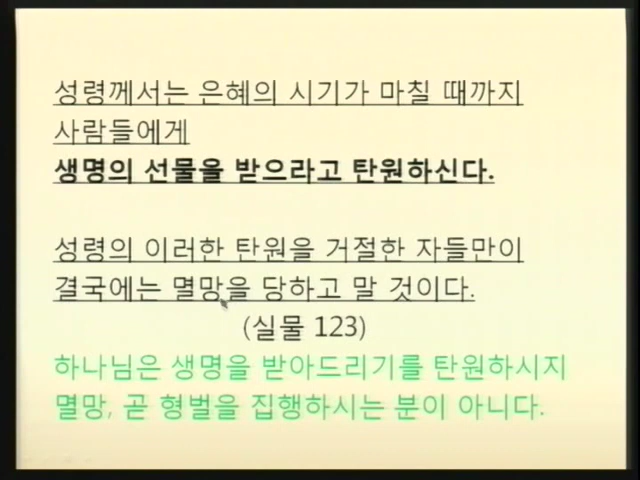 성령께서는 은혜의 시기가 마칠 때까지
사람들에게
생명의 선물을 받으라고 탄원하신다.
성령의 이러한 탄원을 거절한 자들만이
결국에는 멸망을 당하고 말 것이다.
(실물 123)
하나님은 생명을 받아드리기를 탄원하시지
멸망, 곧 형벌을 집행하시는 분이 아니다.